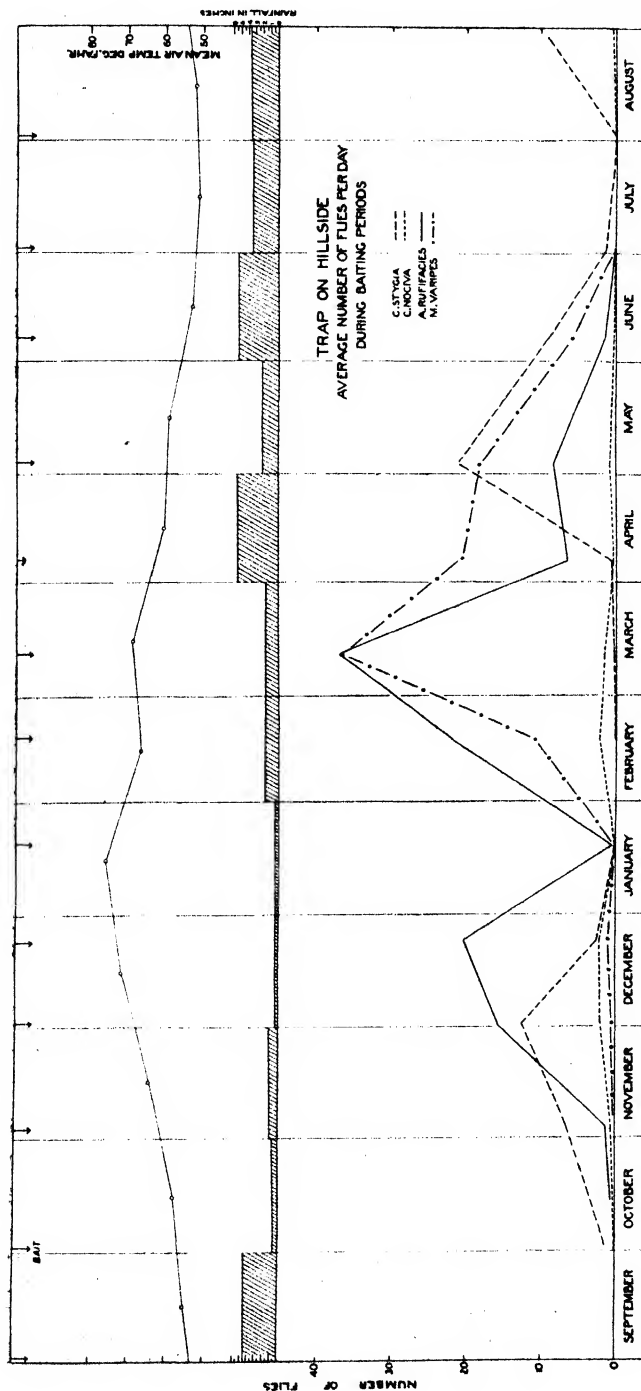 RAINFALL IN INCHES
MEAN AIR TEMP DEG.FAHR.
80
70
60
50
BAIT
TRAP ON HILLSIDE
AVERAGE NUMBER OF FLIES PER DAY
DURING BAITING PERIODS
C.STYGIA
C.NOCIVA
A.RUFIFACIES
M.VARIPES
NUMBER OF FLIES
40
30
20
10
0
SEPTEMBER
OCTOBER
NOVEMBER
DECEMBER
JANUARY
FEBRUARY
MARCH
APRIL
MAY
JUNE
JULY
AUGUST